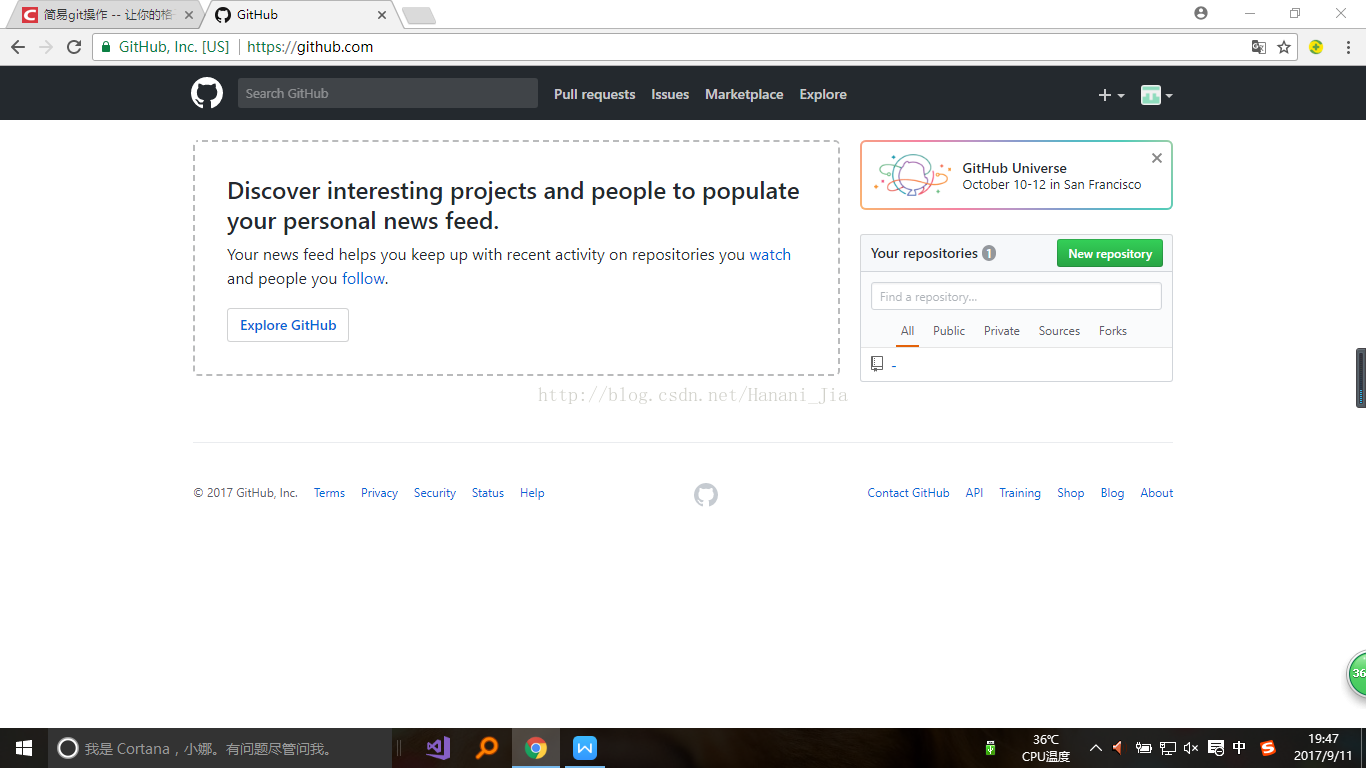 简易git操作 -- 让你的格
GitHub
GitHub, Inc. [US]
https://github.com
Search GitHub
Pull requests
Issues
Marketplace
Explore
Discover interesting projects and people to populate
your personal news feed.
Your news feed helps you keep up with recent activity on repositories you watch
and people you follow.
Explore GitHub
GitHub Universe
October 10-12 in San Francisco
Your repositories 1
New repository
Find a repository...
All
Public
Private
Sources
Forks
-
http://blog.csdn.net/Hanani_Jia
© 2017 GitHub, Inc.
Terms
Privacy
Security
Status
Help
Contact GitHub
API
Training
Shop
Blog
About
36
我是 Cortana，小娜。有问题尽管问我。
36℃
CPU温度
中
19:47
2017/9/11